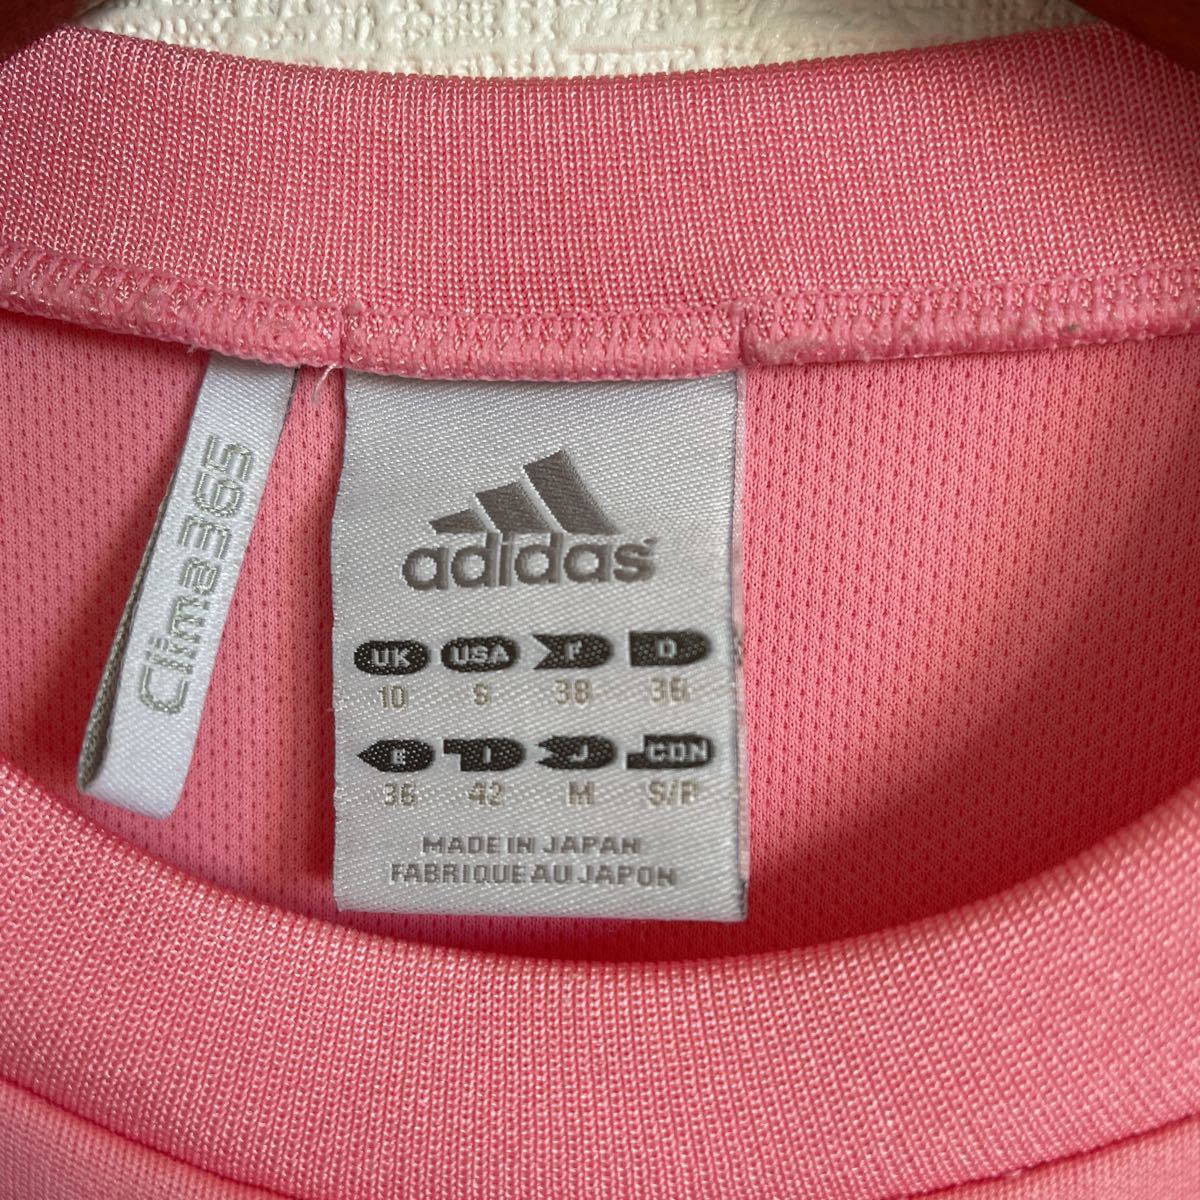 Clima365
adidas
UK USA F D
10 S 38 36
E I J CDN
36 42 M S/P
MADE IN JAPAN
FABRIQUE AU JAPON